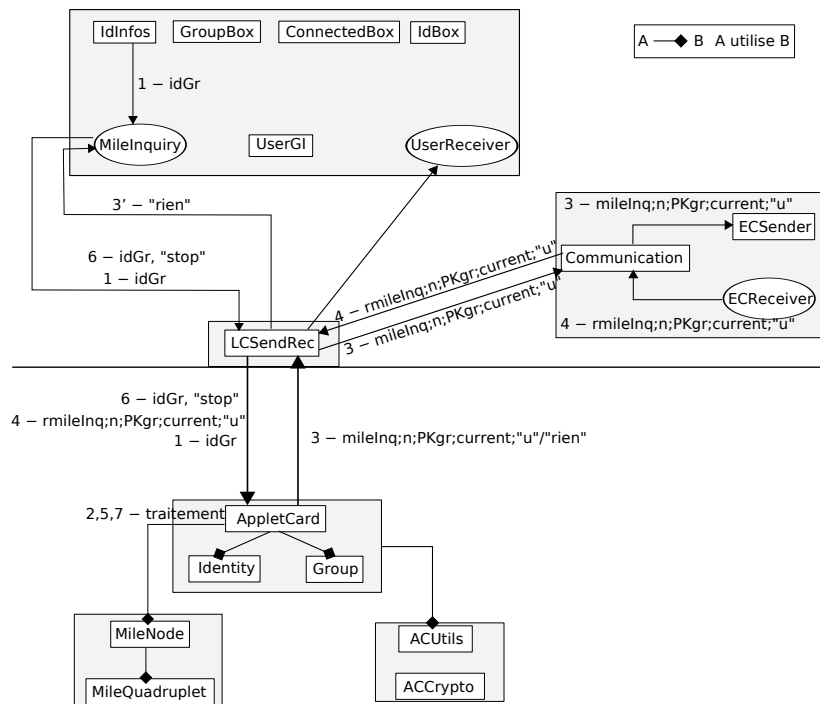 IdInfos
GroupBox
ConnectedBox
IdBox
A
B
A utilise B
1 − idGr
MileInquiry
UserGI
UserReceiver
3’ − "rien"
3 − mileInq;n;PKgr;current;"u"
ECSender
Communication
ECReceiver
4 − rmileInq;n;PKgr;current;"u"
6 − idGr, "stop"
1 − idGr
4 − rmileInq;n;PKgr;current;"u"
3 − mileInq;n;PKgr;current;"u"
LCSendRec
6 − idGr, "stop"
4 − rmileInq;n;PKgr;current;"u"
1 − idGr
3 − mileInq;n;PKgr;current;"u"/"rien"
2,5,7 − traitement
AppletCard
Identity
Group
MileNode
MileQuadruplet
ACUtils
ACCrypto